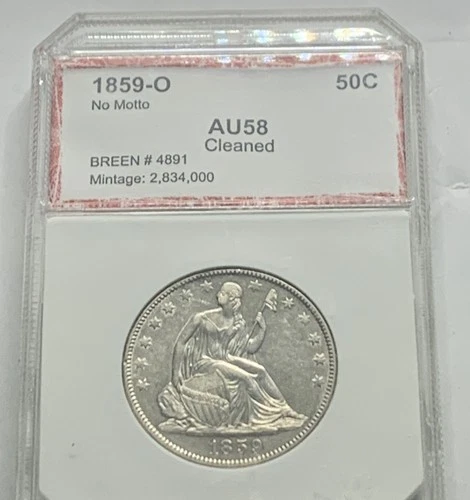 1859-O 50C
No Motto
AU58
Cleaned
BREEN # 4891
Mintage: 2,834,000
1859